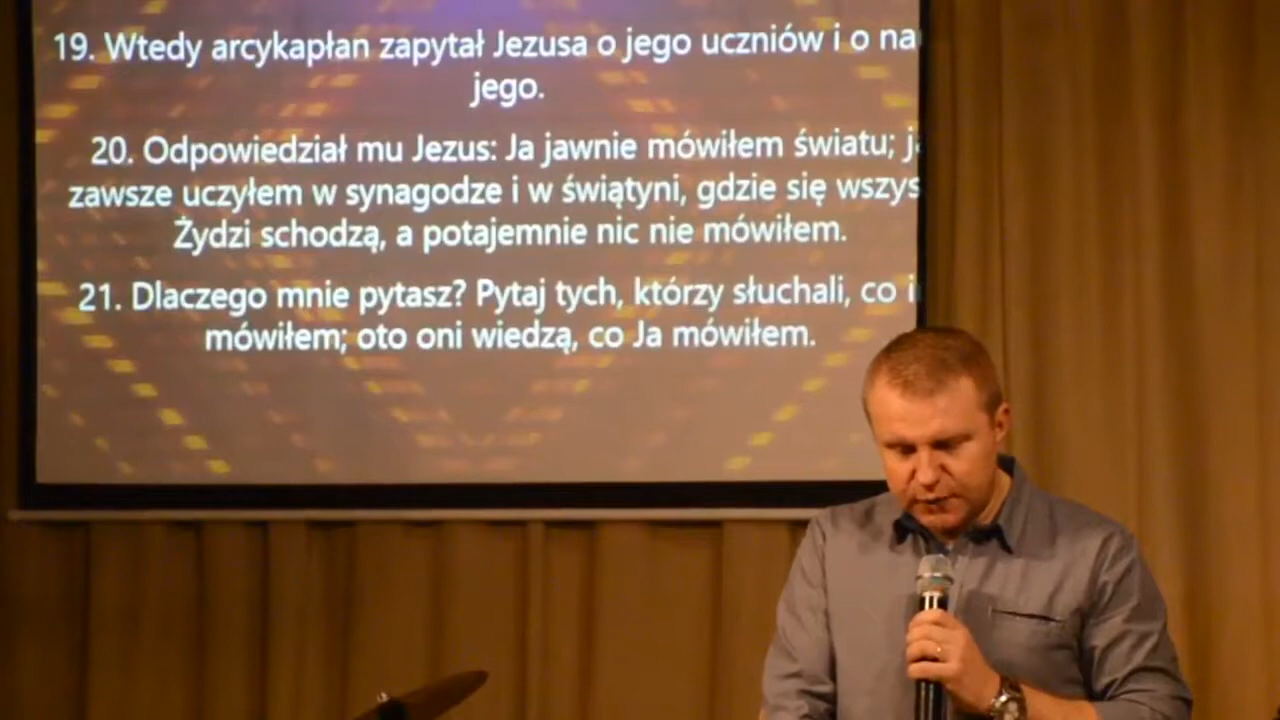 19. Wtedy arcykapłan zapytał Jezusa o jego uczniów i o
jego.
20. Odpowiedział mu Jezus: Ja jawnie mówiłem światu;
zawsze uczyłem w synagodze i w świątyni, gdzie się
Żydzi schodzą, a potajemnie nic nie mówiłem.
21. Dlaczego mnie pytasz? Pytaj tych, którzy słuchali, co
mówiłem; oto oni wiedzą, co Ja mówiłem.